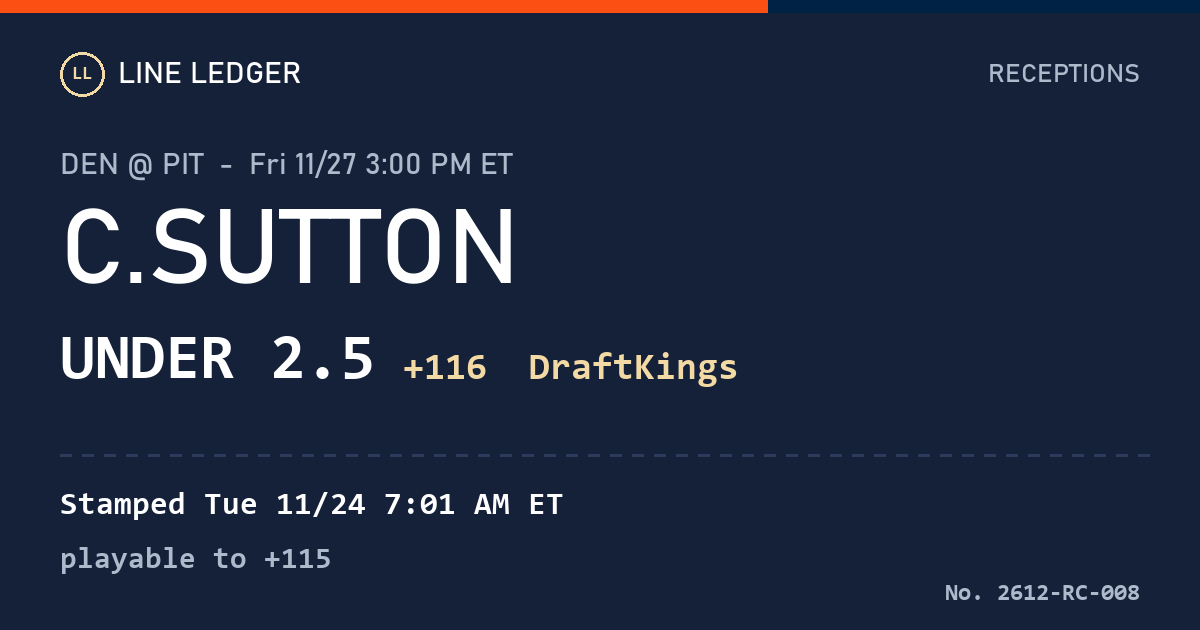 LL LINE LEDGER
RECEPTIONS
DEN @ PIT - Fri 11/27 3:00 PM ET
C.SUTTON
UNDER 2.5 +116 DraftKings
Stamped Tue 11/24 7:01 AM ET
playable to +115
No. 2612-RC-008